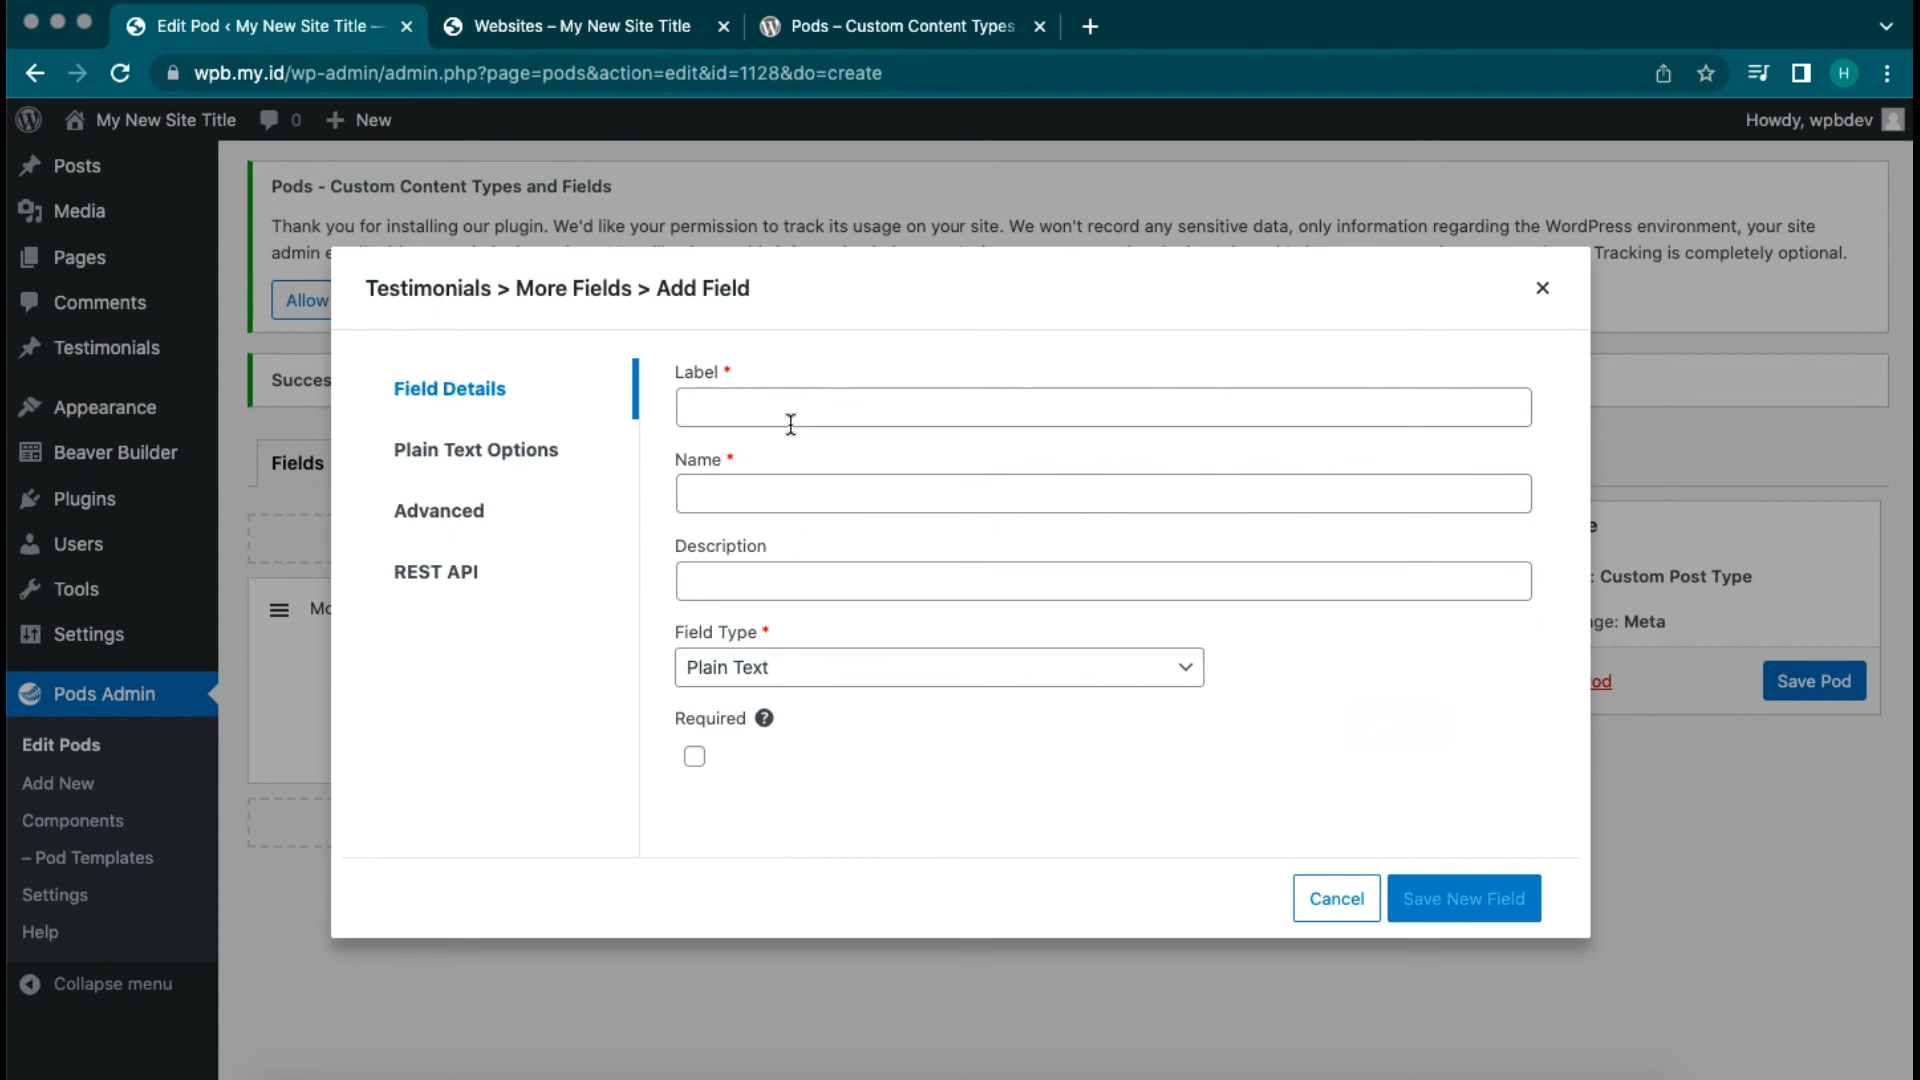 Edit Pod < My New Site Title —
Websites – My New Site Title
Pods – Custom Content Types
wpb.my.id/wp-admin/admin.php?page=pods&action=edit&id=1128&do=create
H
My New Site Title
0
New
Howdy, wpbdev
Posts
Media
Pages
Comments
Testimonials
Appearance
Beaver Builder
Plugins
Users
Tools
Settings
Pods Admin
Edit Pods
Add New
Components
– Pod Templates
Settings
Help
Collapse menu
Pods - Custom Content Types and Fields
Thank you for installing our plugin. We'd like your permission to track its usage on your site. We won't record any sensitive data, only information regarding the WordPress environment, your site
admin e
Tracking is completely optional.
Allow
Succes
Fields
Mo
Testimonials > More Fields > Add Field
Field Details
Plain Text Options
Advanced
REST API
Label *
Name *
Description
Field Type *
Plain Text
Required ?
Cancel
Save New Field
e
: Custom Post Type
ge: Meta
od
Save Pod